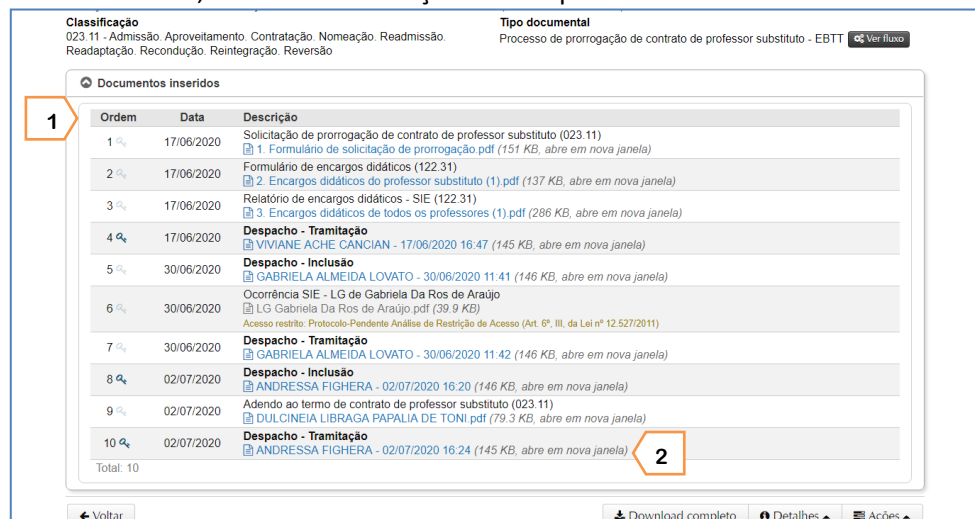 Classificação
023.11 - Admissão. Aproveitamento. Contratação. Nomeação. Readmissão.
Readaptação. Recondução. Reintegração. Reversão
Tipo documental
Processo de prorrogação de contrato de professor substituto - EBTT Ver fluxo
Documentos inseridos
1
Ordem Data Descrição
1 17/06/2020 Solicitação de prorrogação de contrato de professor substituto (023.11)
1. Formulário de solicitação de prorrogação.pdf (151 KB, abre em nova janela)
2 17/06/2020 Formulário de encargos didáticos (122.31)
2. Encargos didáticos do professor substituto (1).pdf (137 KB, abre em nova janela)
3 17/06/2020 Relatório de encargos didáticos - SIE (122.31)
3. Encargos didáticos de todos os professores (1).pdf (286 KB, abre em nova janela)
4 17/06/2020 Despacho - Tramitação
VIVIANE ACHE CANCIAN - 17/06/2020 16:47 (145 KB, abre em nova janela)
5 30/06/2020 Despacho - Inclusão
GABRIELA ALMEIDA LOVATO - 30/06/2020 11:41 (146 KB, abre em nova janela)
6 30/06/2020 Ocorrência SIE - LG de Gabriela Da Ros de Araújo
LG Gabriela Da Ros de Araújo.pdf (39.9 KB)
Acesso restrito: Protocolo-Pendente Análise de Restrição de Acesso (Art. 6º, III, da Lei nº 12.527/2011)
7 30/06/2020 Despacho - Tramitação
GABRIELA ALMEIDA LOVATO - 30/06/2020 11:42 (146 KB, abre em nova janela)
8 02/07/2020 Despacho - Inclusão
ANDRESSA FIGHERA - 02/07/2020 16:20 (146 KB, abre em nova janela)
9 02/07/2020 Adendo ao termo de contrato de professor substituto (023.11)
DULCINEIA LIBRAGA PAPALIA DE TONI.pdf (79.3 KB, abre em nova janela)
10 02/07/2020 Despacho - Tramitação
ANDRESSA FIGHERA - 02/07/2020 16:24 (145 KB, abre em nova janela)
2
Total: 10
Voltar Download completo Detalhes Ações